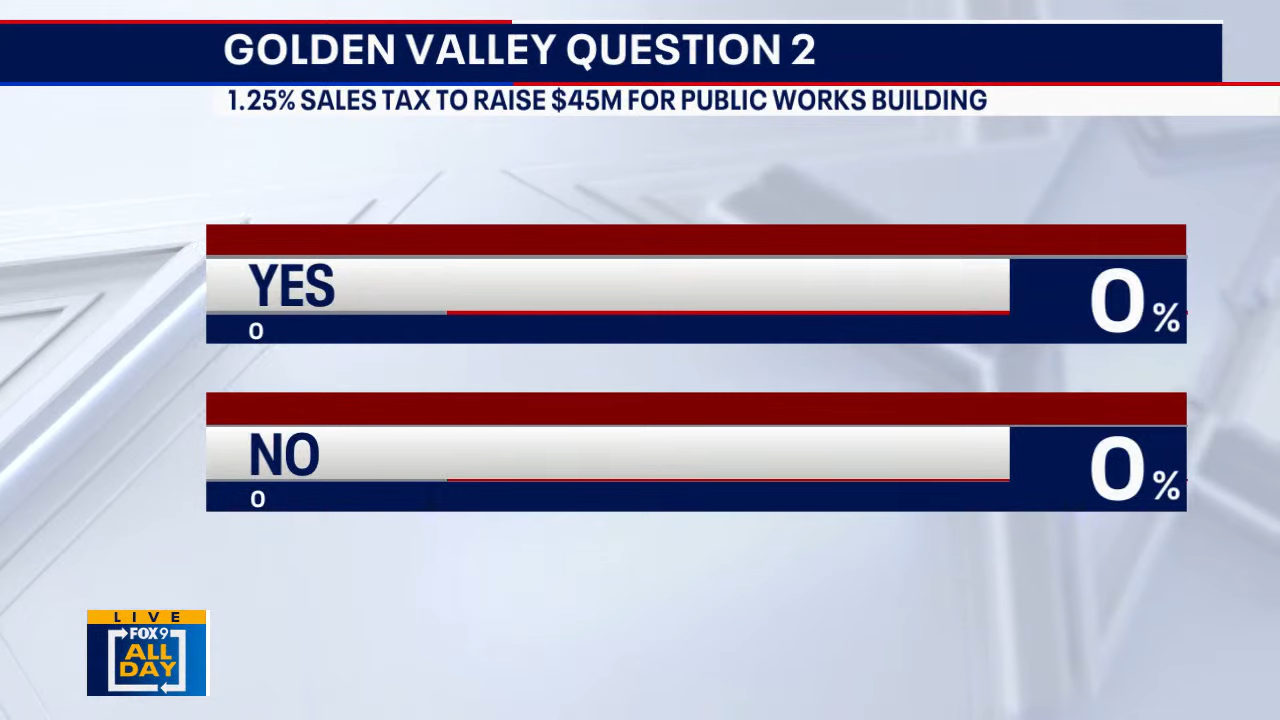 GOLDEN VALLEY QUESTION 2
1.25% SALES TAX TO RAISE $45M FOR PUBLIC WORKS BUILDING
YES
0
0%
NO
0
0%
LIVE
FOX 9
ALL
DAY